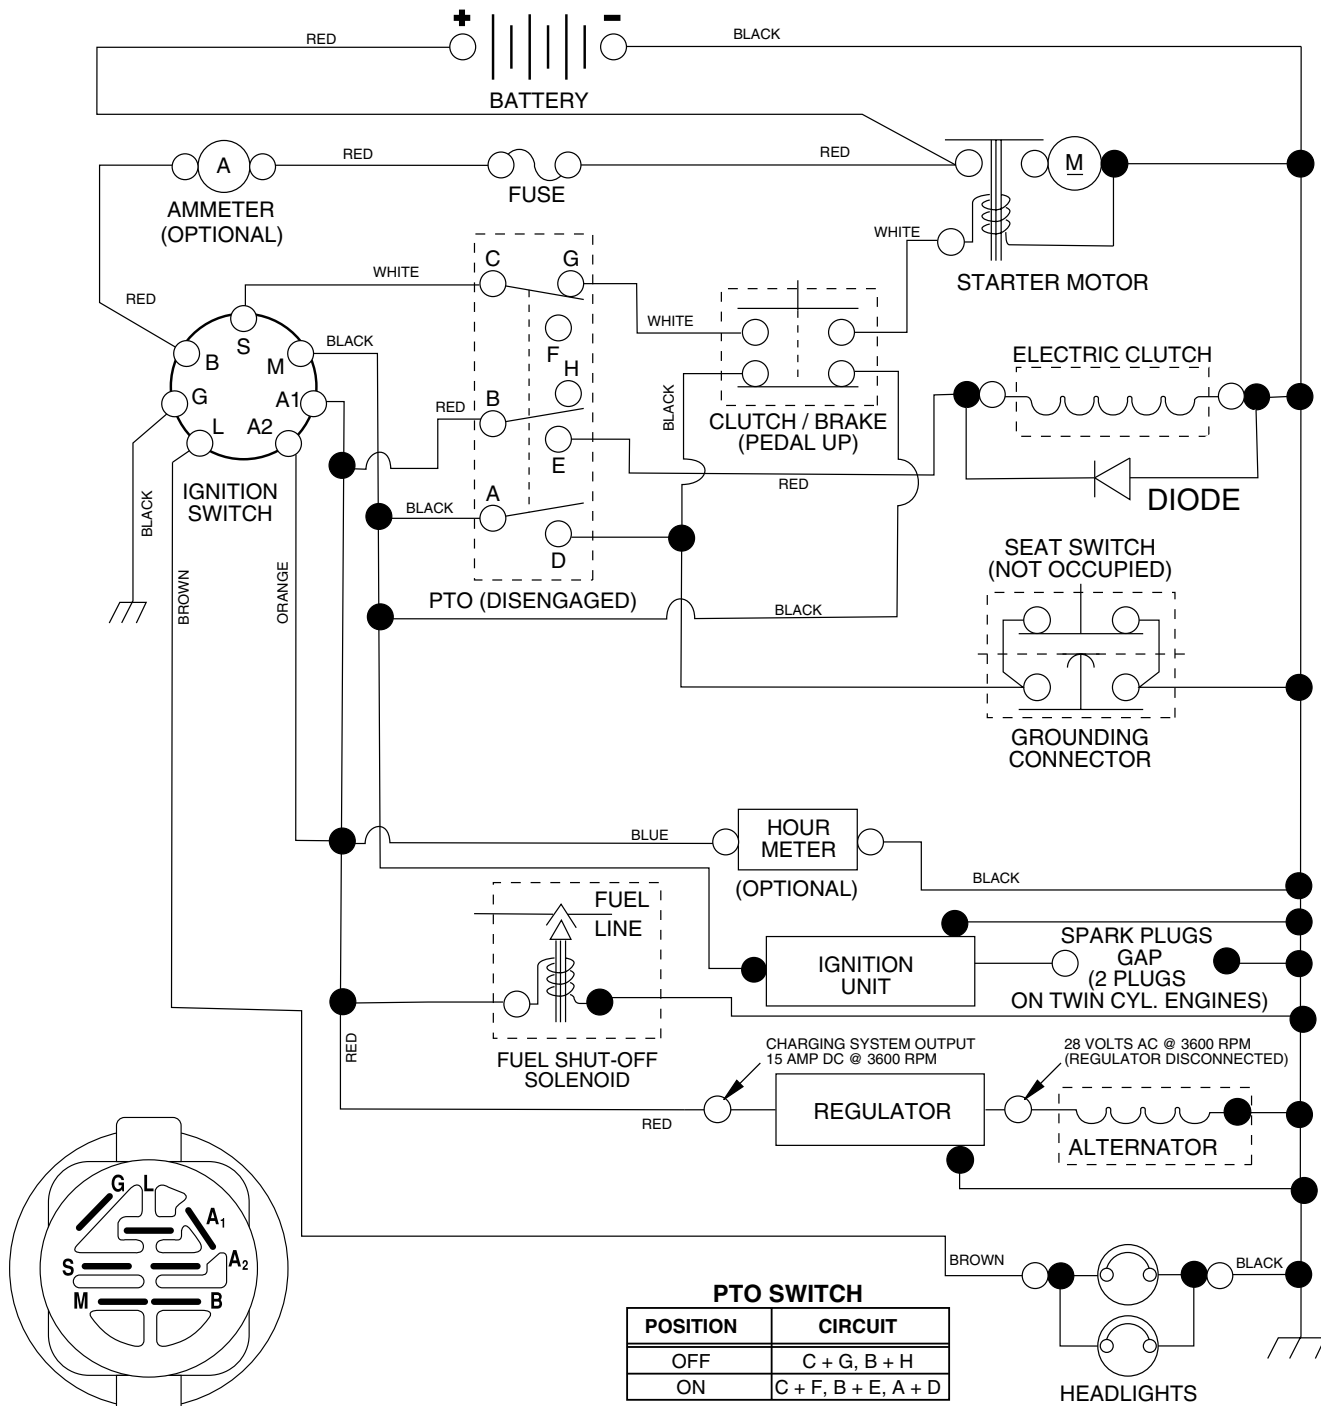 +
-
RED
BLACK
BATTERY
A
RED
FUSE
RED
M
AMMETER
(OPTIONAL)
WHITE
STARTER MOTOR
C
G
WHITE
RED
WHITE
F
H
B
E
RED
A
BLACK
D
PTO (DISENGAGED)
S
B
M
BLACK
G
A1
L
A2
IGNITION
SWITCH
BLACK
BROWN
ORANGE
BLACK
CLUTCH / BRAKE
(PEDAL UP)
RED
BLACK
ELECTRIC CLUTCH
DIODE
SEAT SWITCH
(NOT OCCUPIED)
GROUNDING
CONNECTOR
BLUE
HOUR
METER
(OPTIONAL)
BLACK
FUEL
LINE
FUEL SHUT-OFF
SOLENOID
IGNITION
UNIT
SPARK PLUGS
GAP
(2 PLUGS
ON TWIN CYL. ENGINES)
RED
CHARGING SYSTEM OUTPUT
15 AMP DC @ 3600 RPM
28 VOLTS AC @ 3600 RPM
(REGULATOR DISCONNECTED)
RED
REGULATOR
ALTERNATOR
G
L
A1
A2
S
M
B
BROWN
BLACK
HEADLIGHTS
PTO SWITCH
POSITION CIRCUIT
OFF C + G, B + H
ON C + F, B + E, A + D